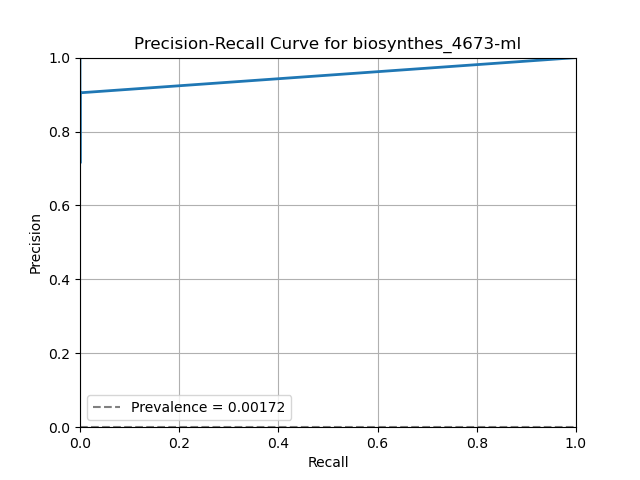 Precision-Recall Curve for biosynthes_4673-ml
1.0
0.8
0.6
0.4
0.2
0.0
Precision
Prevalence = 0.00172
0.0 0.2 0.4 0.6 0.8 1.0
Recall